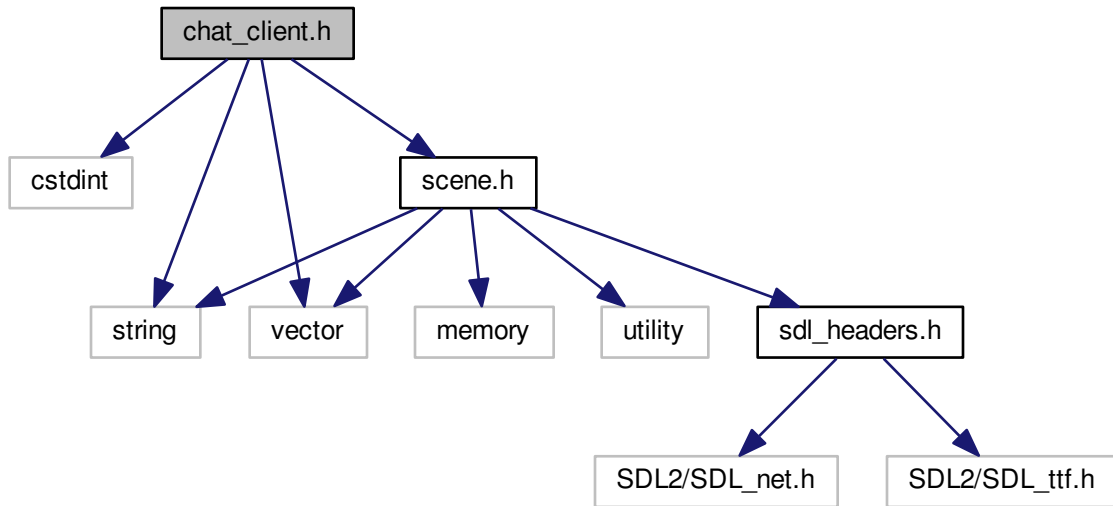 chat_client.h
cstdint
scene.h
string
vector
memory
utility
sdl_headers.h
SDL2/SDL_net.h
SDL2/SDL_ttf.h